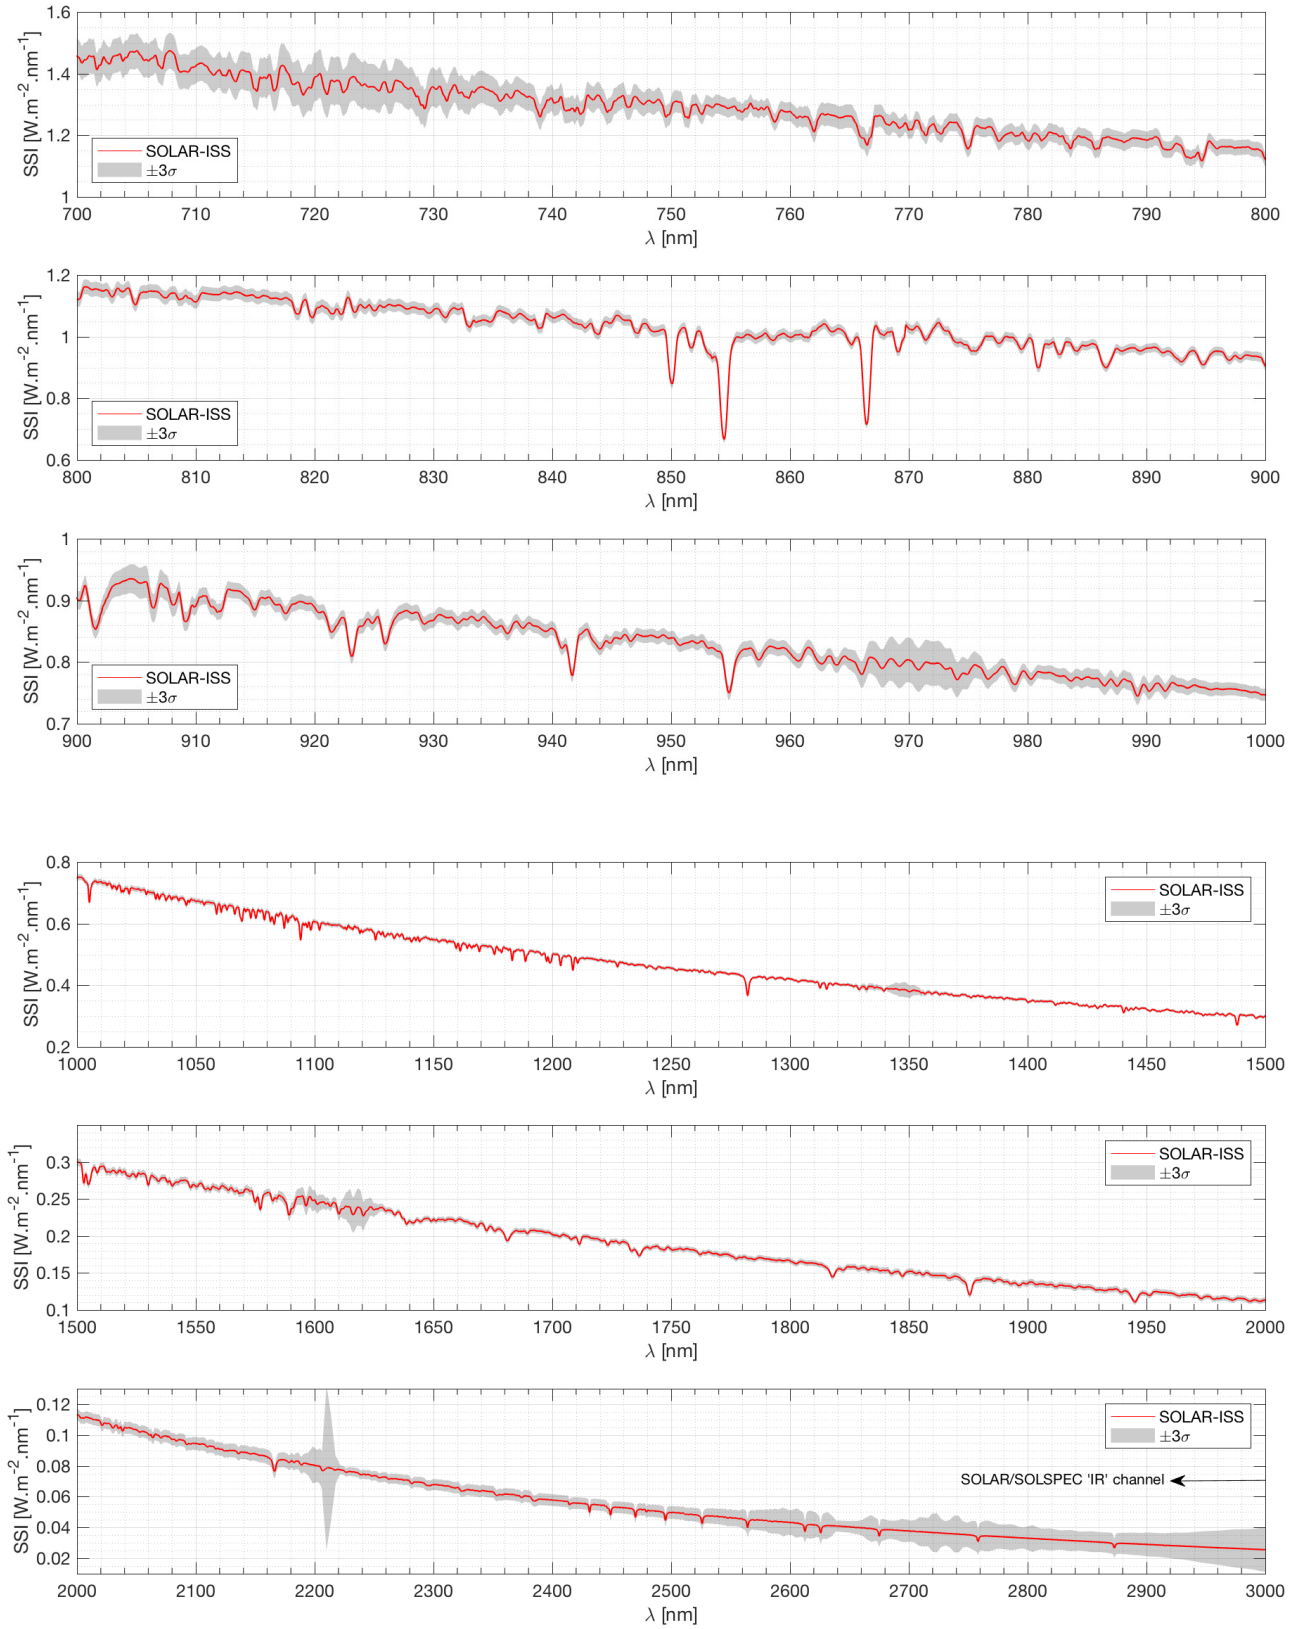 1.6
1.4
1.2
1
SSI [W.m-2.nm-1]
SOLAR-ISS
±3σ
700 710 720 730 740 750 760 770 780 790 800
λ [nm]
1.2
1
0.8
0.6
SSI [W.m-2.nm-1]
SOLAR-ISS
±3σ
800 810 820 830 840 850 860 870 880 890 900
λ [nm]
1
0.9
0.8
0.7
SSI [W.m-2.nm-1]
SOLAR-ISS
±3σ
900 910 920 930 940 950 960 970 980 990 1000
λ [nm]
0.8
0.6
0.4
0.2
SSI [W.m-2.nm-1]
SOLAR-ISS
±3σ
1000 1050 1100 1150 1200 1250 1300 1350 1400 1450 1500
λ [nm]
0.3
0.25
0.2
0.15
0.1
SSI [W.m-2.nm-1]
SOLAR-ISS
±3σ
1500 1550 1600 1650 1700 1750 1800 1850 1900 1950 2000
λ [nm]
0.12
0.1
0.08
0.06
0.04
0.02
SSI [W.m-2.nm-1]
SOLAR-ISS
±3σ
SOLAR/SOLSPEC 'IR' channel
2000 2100 2200 2300 2400 2500 2600 2700 2800 2900 3000
λ [nm]